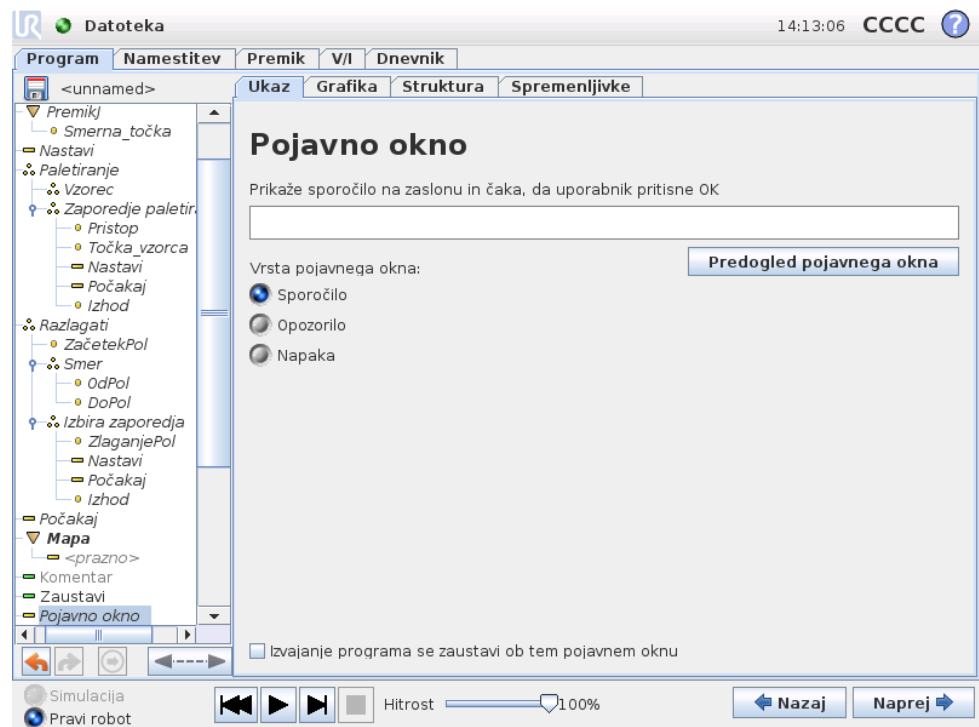 UR Datoteka 14:13:06 CCCC ?
Program Namestitev Premik V/I Dnevnik
<unnamed>
Ukaz Grafika Struktura Spremenljivke
PremikJ
Smerna_točka
Nastavi
Paletiranje
Vzorec
Zaporedje paletir
Pristop
Točka_vzorca
Nastavi
Počakaj
Izhod
Razlagati
ZačetekPol
Smer
OdPol
DoPol
Izbira zaporedja
ZlaganjePol
Nastavi
Počakaj
Izhod
Počakaj
Mapa
<prazno>
Komentar
Zaustavi
Pojavno okno
Pojavno okno
Prikaže sporočilo na zaslonu in čaka, da uporabnik pritisne OK
Predogled pojavnega okna
Vrsta pojavnega okna:
Sporočilo
Opozorilo
Napaka
Izvajanje programa se zaustavi ob tem pojavnem oknu
Simulacija
Pravi robot
Hitrost 100%
Nazaj Naprej